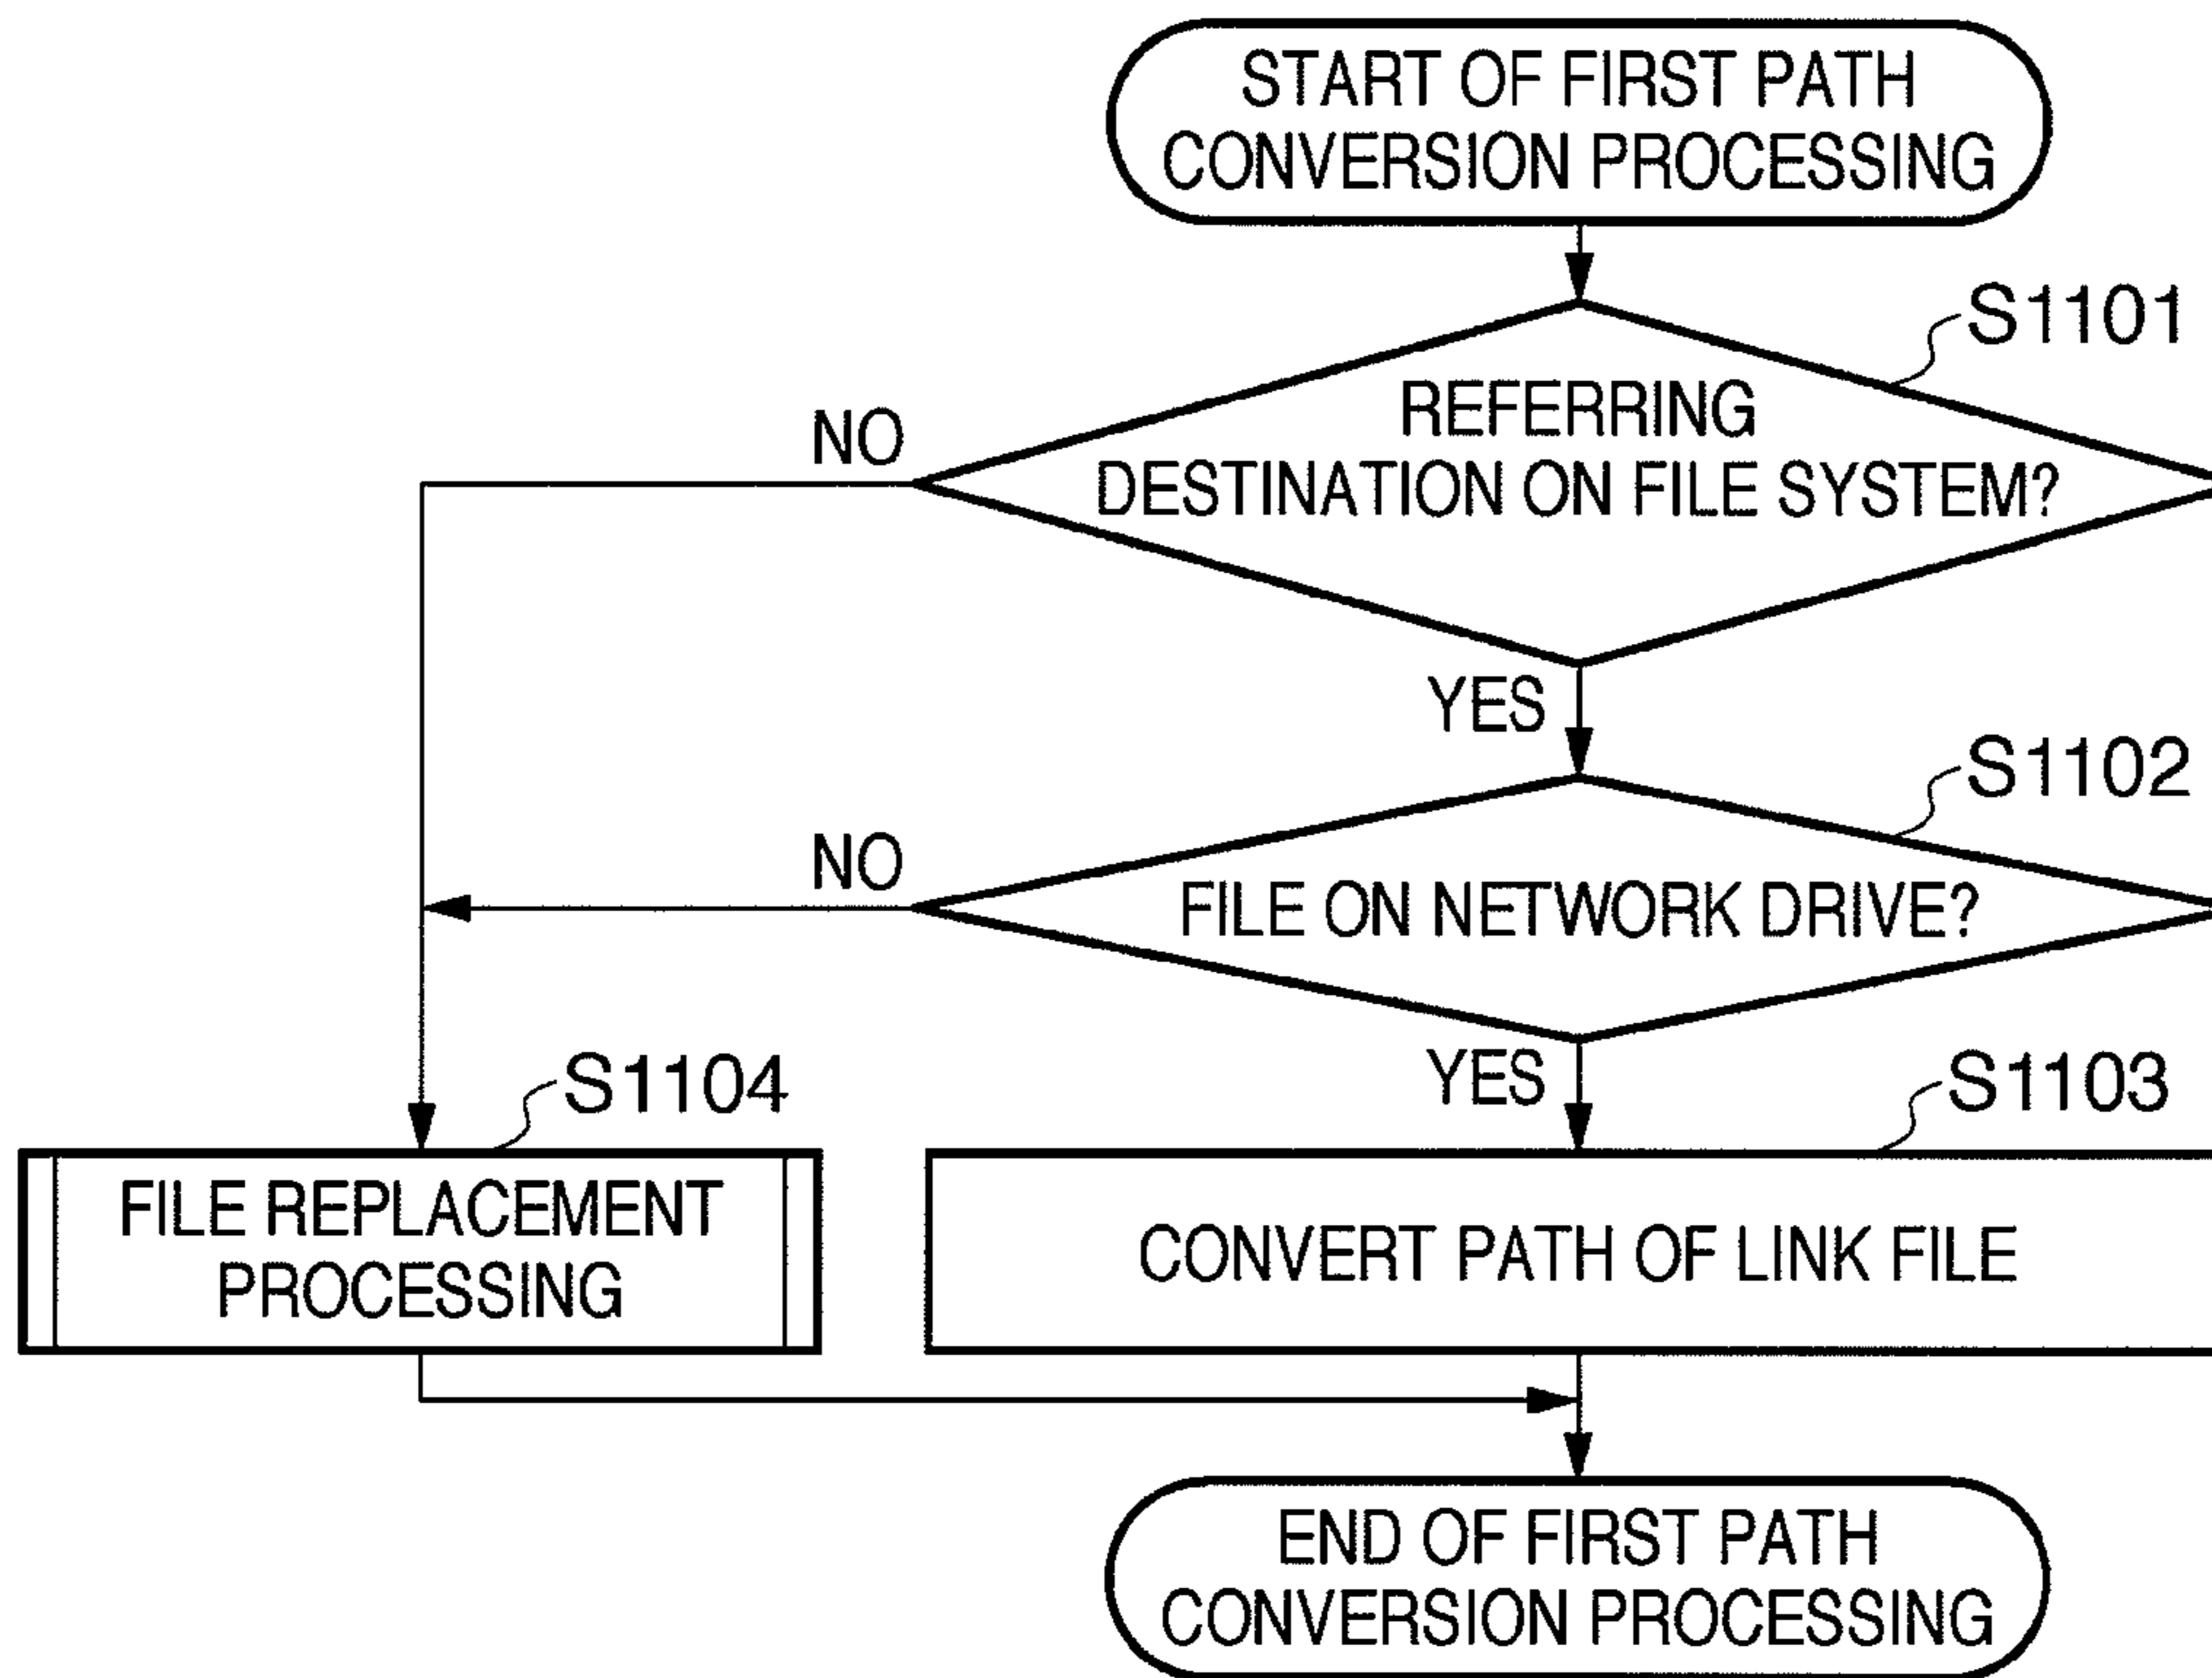 START OF FIRST PATH
CONVERSION PROCESSING
S1101
REFERRING
DESTINATION ON FILE SYSTEM?
NO
YES
S1102
FILE ON NETWORK DRIVE?
NO
YES
S1104
S1103
FILE REPLACEMENT
PROCESSING
CONVERT PATH OF LINK FILE
END OF FIRST PATH
CONVERSION PROCESSING